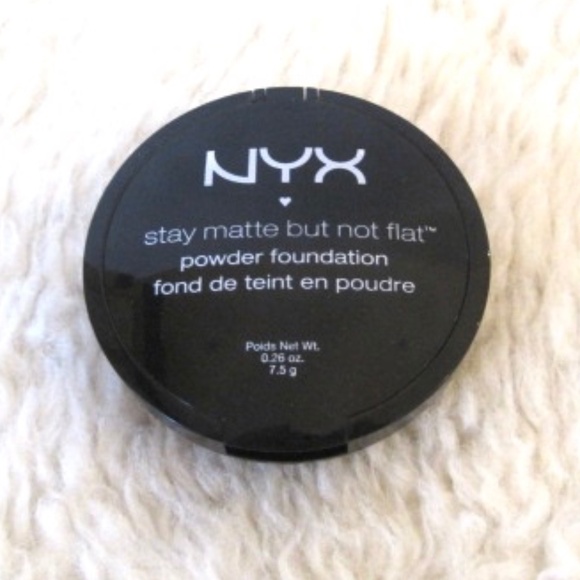 NYX
stay matte but not flat™
powder foundation
fond de teint en poudre
Poids Net Wt.
0.26 oz.
7.5 g